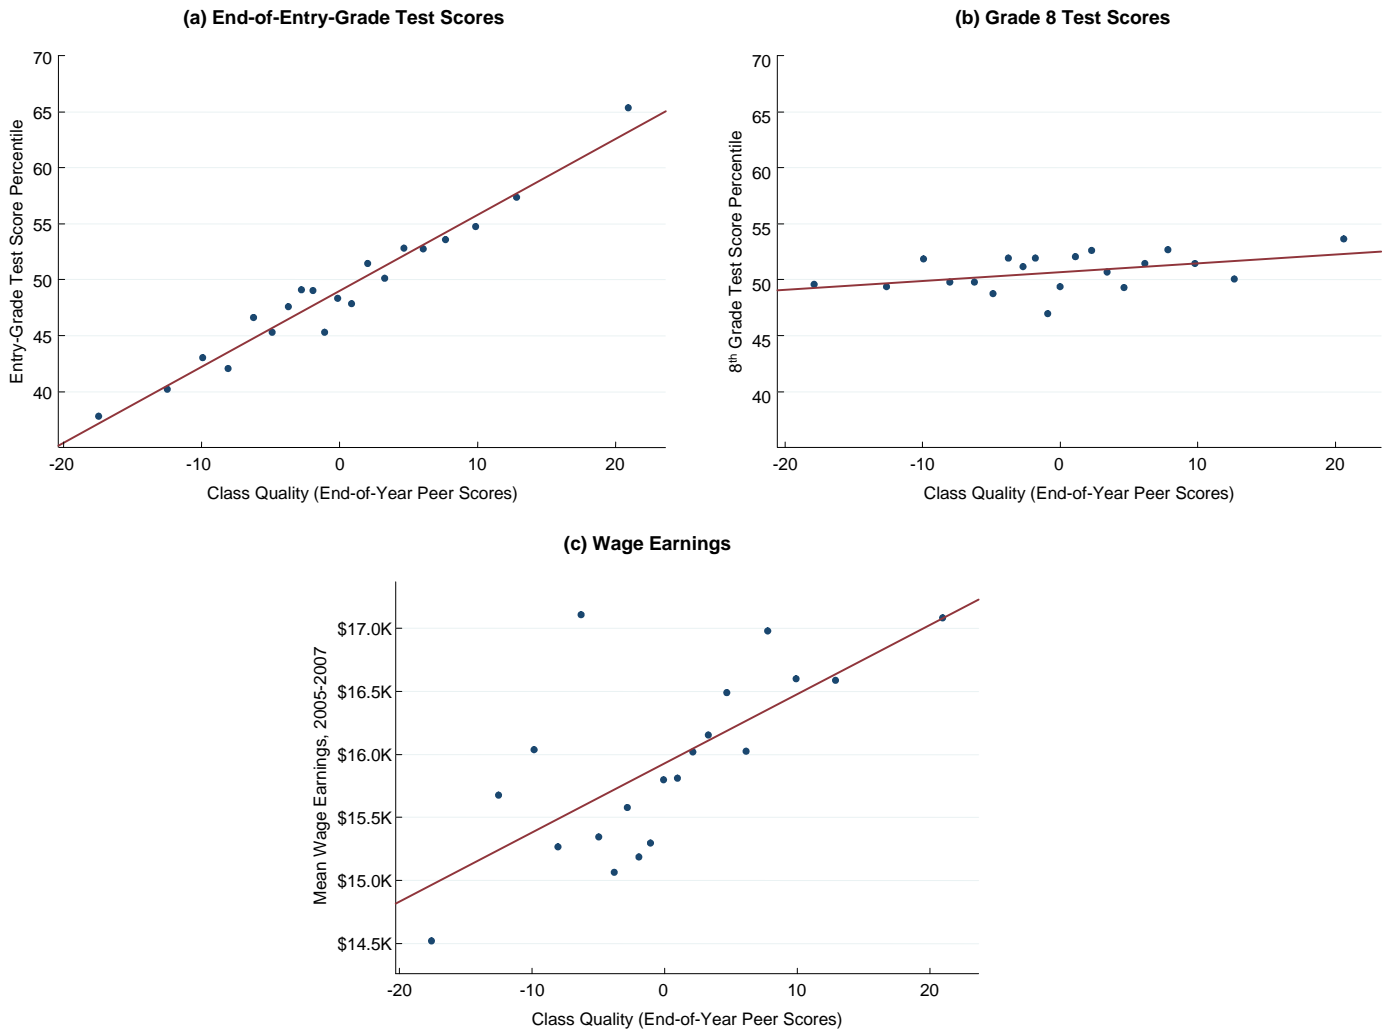 (a) End-of-Entry-Grade Test Scores
Entry-Grade Test Score Percentile
70
65
60
55
50
45
40
-20 -10 0 10 20
Class Quality (End-of-Year Peer Scores)
(b) Grade 8 Test Scores
8th Grade Test Score Percentile
70
65
60
55
50
45
40
-20 -10 0 10 20
Class Quality (End-of-Year Peer Scores)
(c) Wage Earnings
Mean Wage Earnings, 2005-2007
$17.0K
$16.5K
$16.0K
$15.5K
$15.0K
$14.5K
-20 -10 0 10 20
Class Quality (End-of-Year Peer Scores)